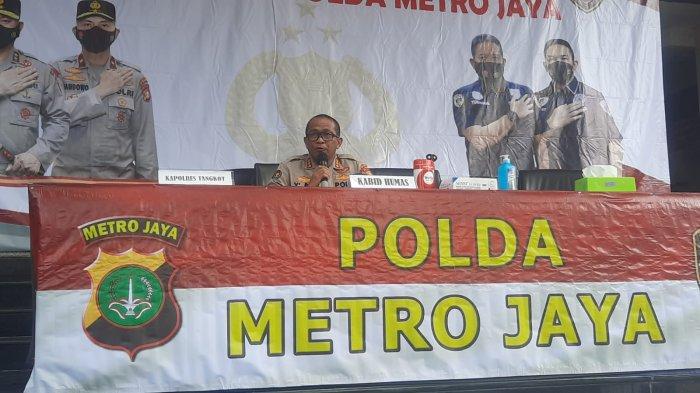 POLDA METRO JAYA
KAPOLRES TANGKOT
KABID HUMAS
METRO JAYA
POLDA
METRO JAYA